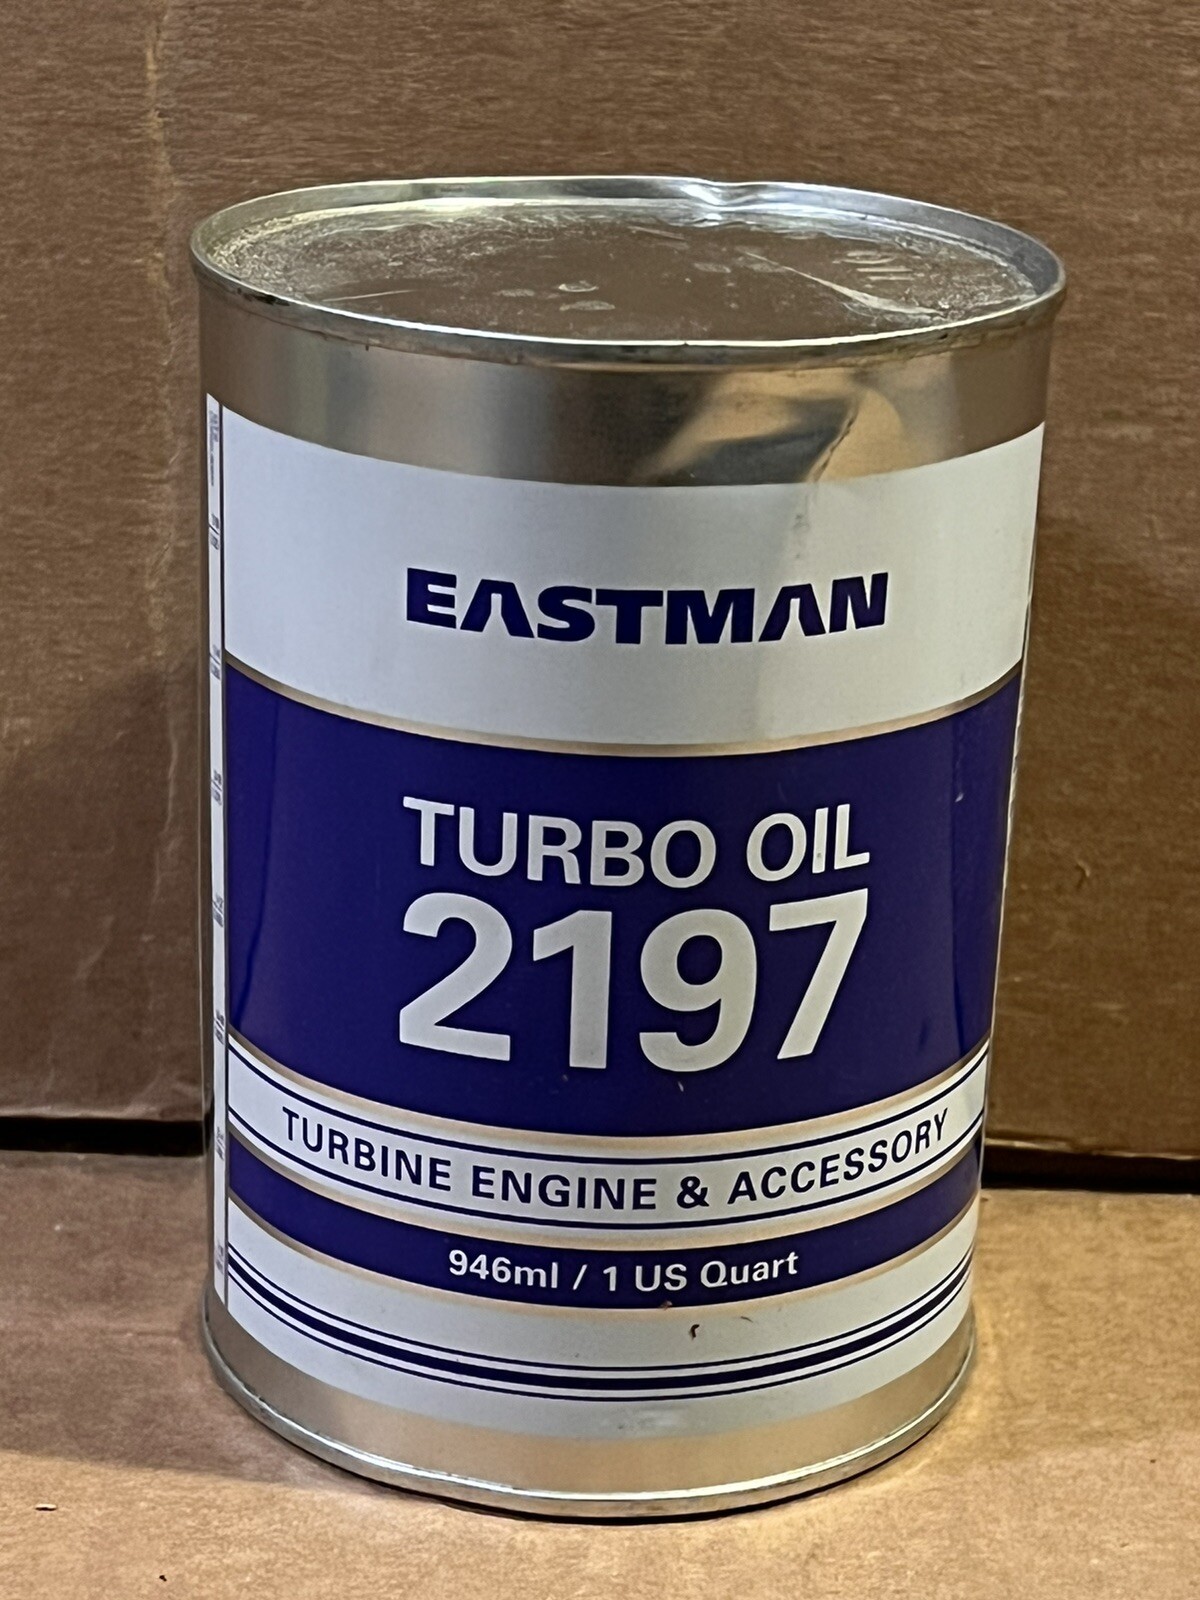 EASTMAN
TURBO OIL
2197
TURBINE ENGINE & ACCESSORY
946ml / 1 US Quart